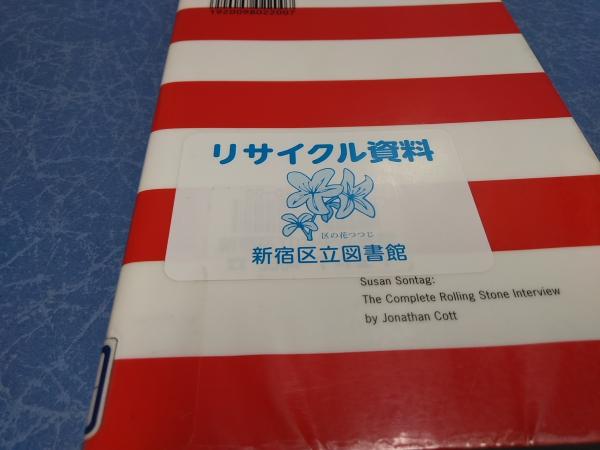 1920098022007
リサイクル資料
区の花つつじ
新宿区立図書館
Susan Sontag:
The Complete Rolling Stone Interview
by Jonathan Cott